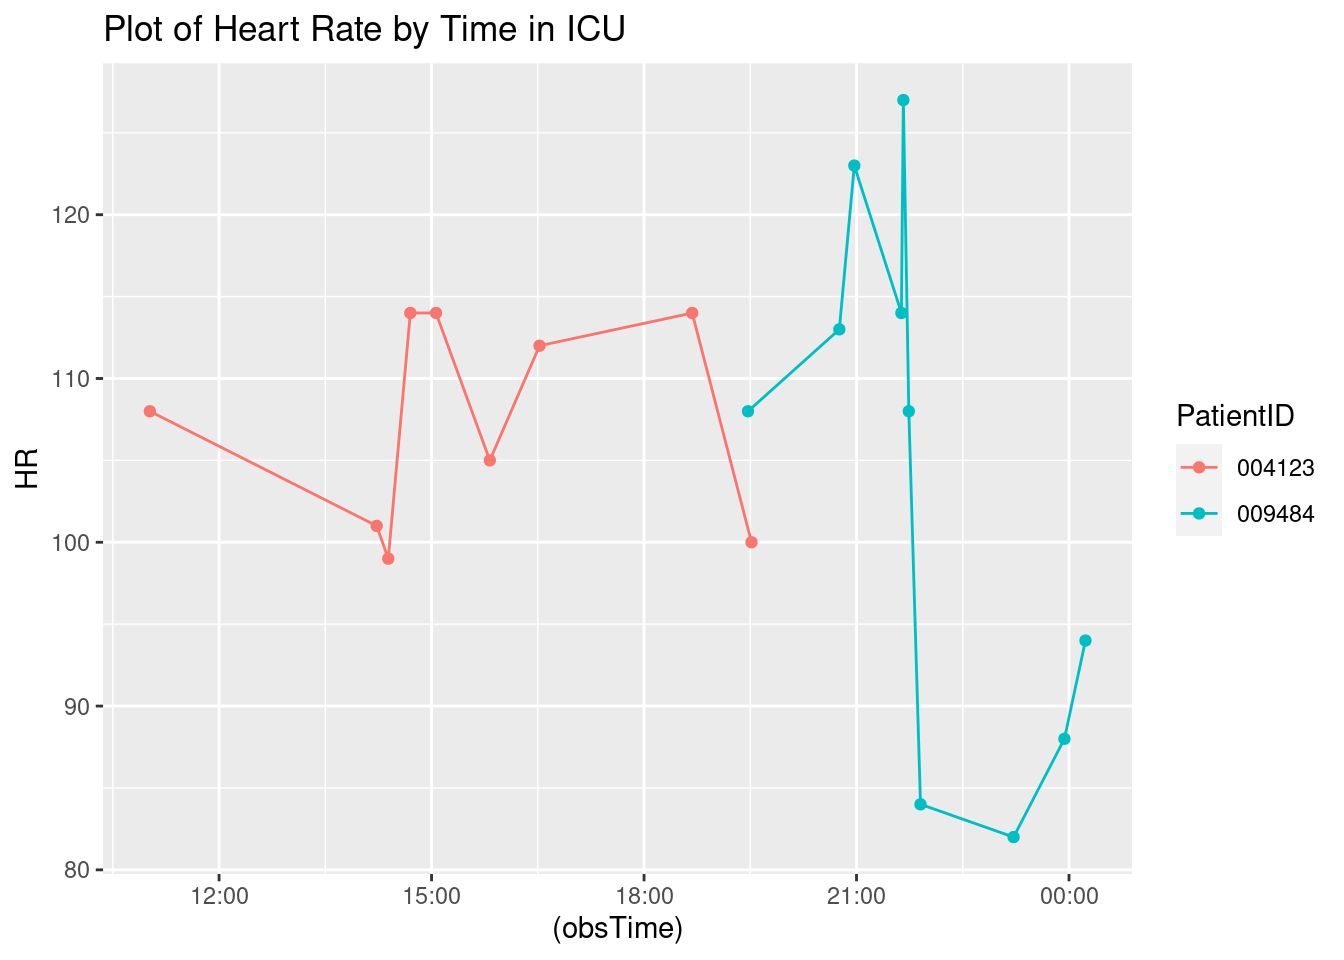 Plot of Heart Rate by Time in ICU
120
110
100
90
80
HR
12:00 15:00 18:00 21:00 00:00
(obsTime)
PatientID
004123
009484